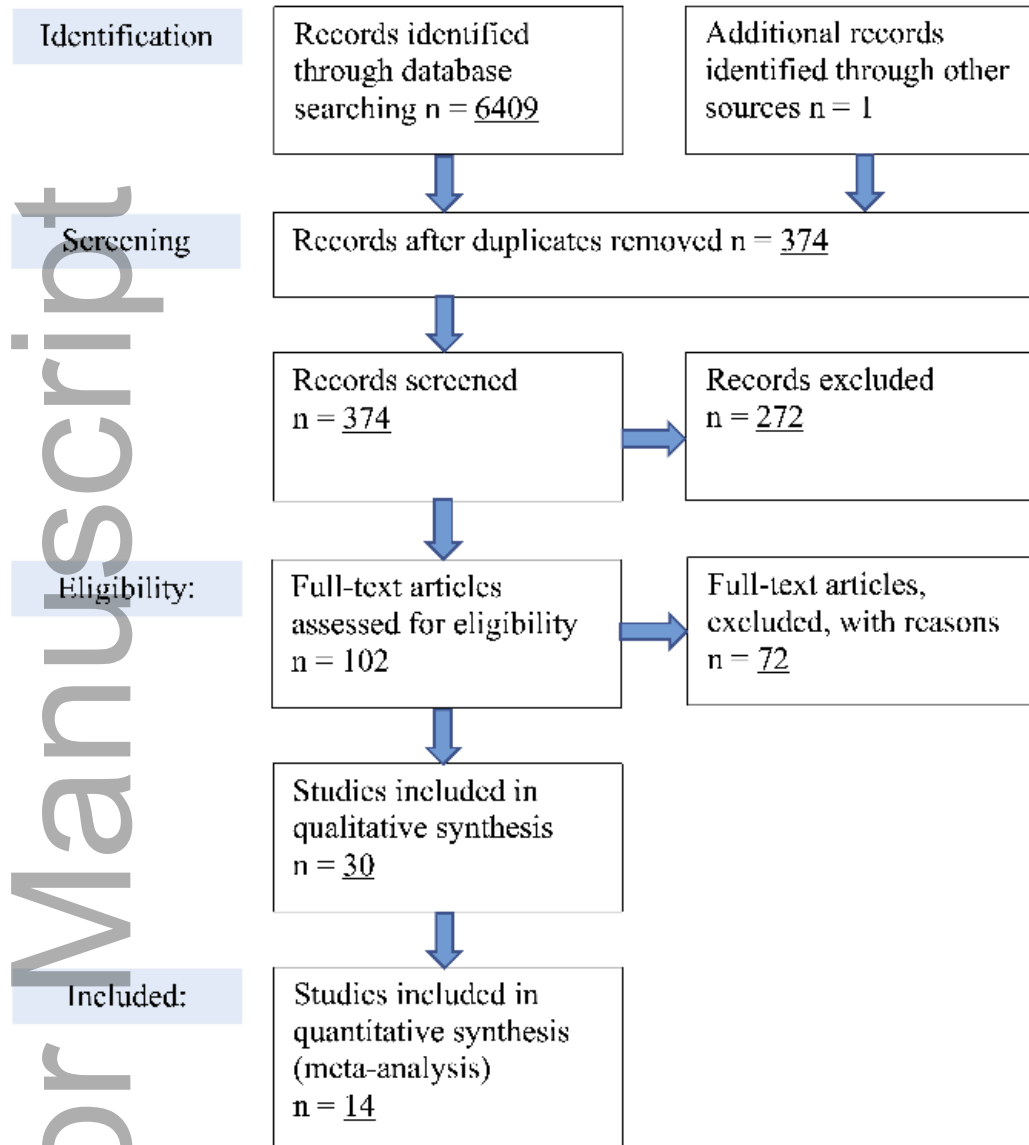 Identification
Records identified
through database
searching n = 6409
Additional records
identified through other
sources n = 1
Screening
Records after duplicates removed n = 374
Records screened
n = 374
Records excluded
n = 272
Eligibility:
Full-text articles
assessed for eligibility
n = 102
Full-text articles,
excluded, with reasons
n = 72
Studies included in
qualitative synthesis
n = 30
Included:
Studies included in
quantitative synthesis
(meta-analysis)
n = 14
or Manuscript